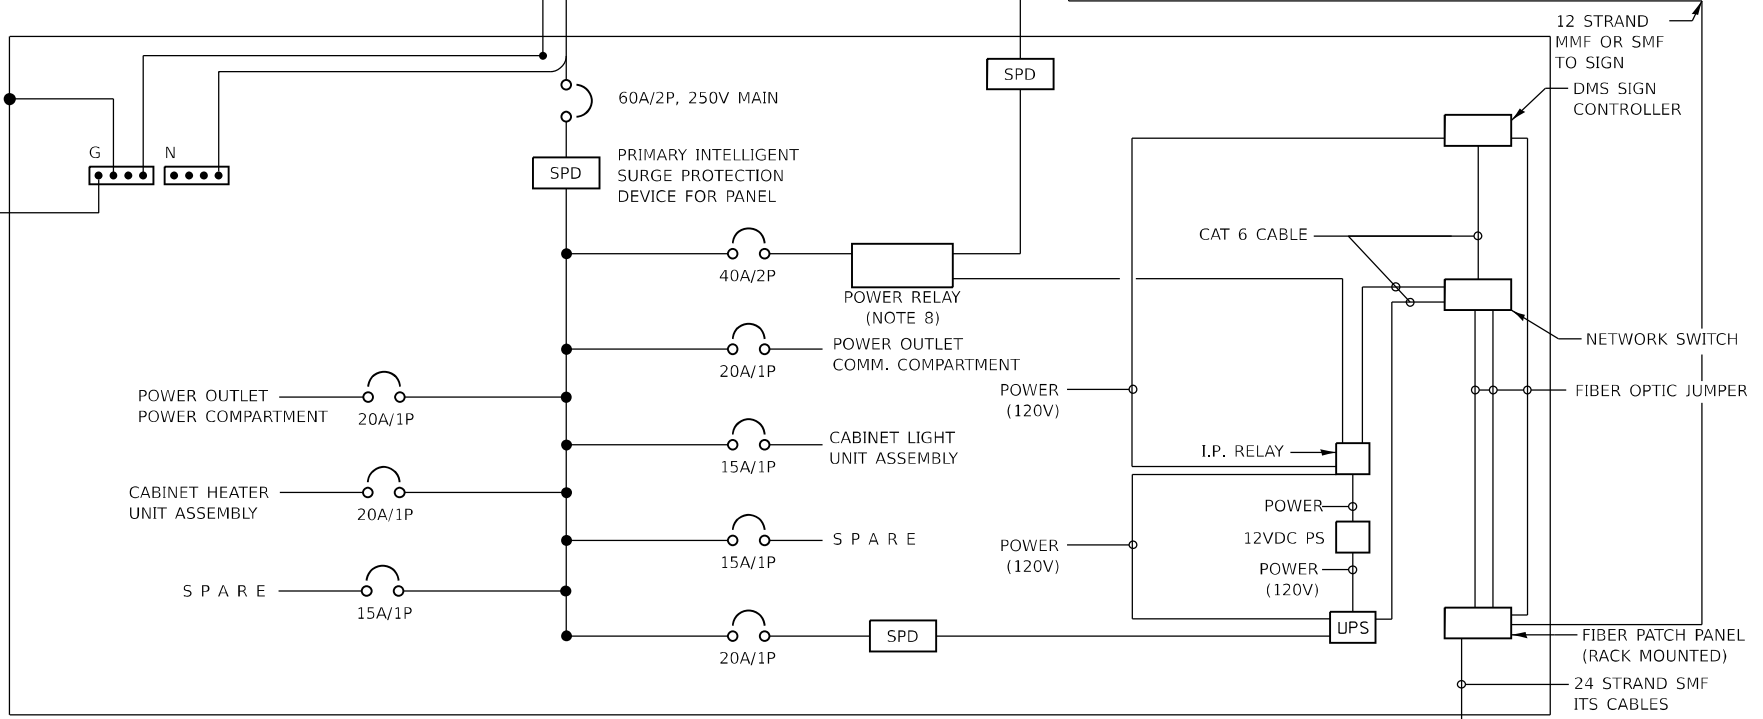 12 STRAND
MMF OR SMF
TO SIGN
SPD
DMS SIGN
CONTROLLER
60A/2P, 250V MAIN
G
N
PRIMARY INTELLIGENT
SURGE PROTECTION
DEVICE FOR PANEL
SPD
CAT 6 CABLE
40A/2P
POWER RELAY
(NOTE 8)
NETWORK SWITCH
POWER OUTLET
COMM. COMPARTMENT
20A/1P
POWER
(120V)
FIBER OPTIC JUMPER
POWER OUTLET
POWER COMPARTMENT
20A/1P
CABINET LIGHT
UNIT ASSEMBLY
15A/1P
I.P. RELAY
CABINET HEATER
UNIT ASSEMBLY
20A/1P
POWER
12VDC PS
SPARE
15A/1P
POWER
(120V)
POWER
(120V)
SPARE
15A/1P
UPS
SPD
20A/1P
FIBER PATCH PANEL
(RACK MOUNTED)
24 STRAND SMF
ITS CABLES